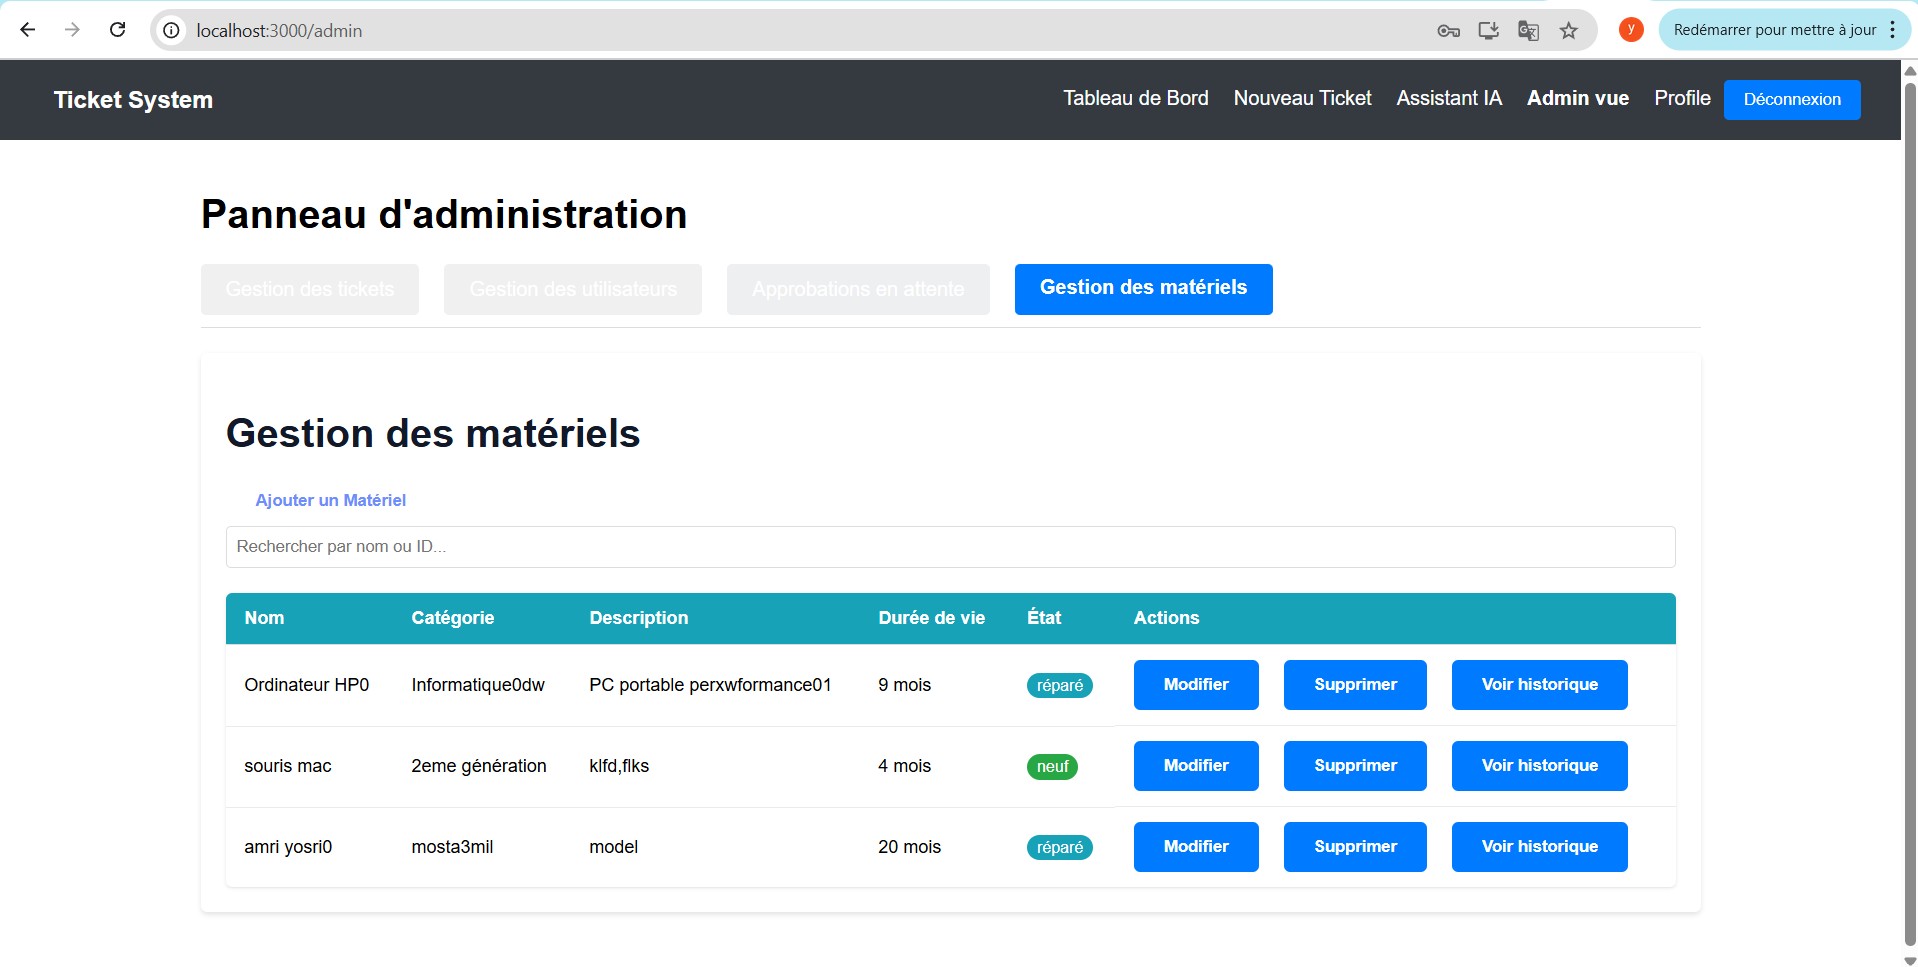 localhost:3000/admin
y
Redémarrer pour mettre à jour
Ticket System
Tableau de Bord
Nouveau Ticket
Assistant IA
Admin vue
Profile
Déconnexion
Panneau d'administration
Gestion des tickets
Gestion des utilisateurs
Approbations en attente
Gestion des matériels
Gestion des matériels
Ajouter un Matériel
Rechercher par nom ou ID...
Nom Catégorie Description Durée de vie État Actions
Ordinateur HP0 Informatique0dw PC portable perxwformance01 9 mois réparé Modifier Supprimer Voir historique
souris mac 2eme génération klfd,flks 4 mois neuf Modifier Supprimer Voir historique
amri yosri0 mosta3mil model 20 mois réparé Modifier Supprimer Voir historique